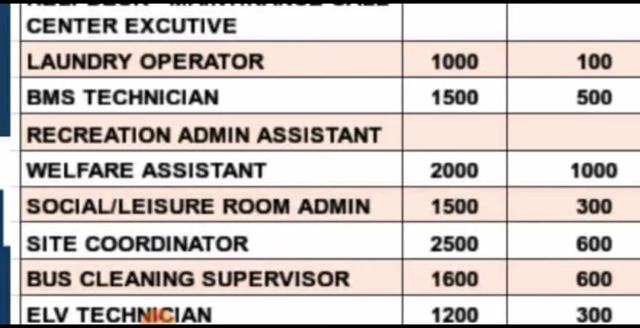 CENTER EXCUTIVE
LAUNDRY OPERATOR 1000 100
BMS TECHNICIAN 1500 500
RECREATION ADMIN ASSISTANT
WELFARE ASSISTANT 2000 1000
SOCIAL/LEISURE ROOM ADMIN 1500 300
SITE COORDINATOR 2500 600
BUS CLEANING SUPERVISOR 1600 600
ELV TECHNICIAN 1200 300